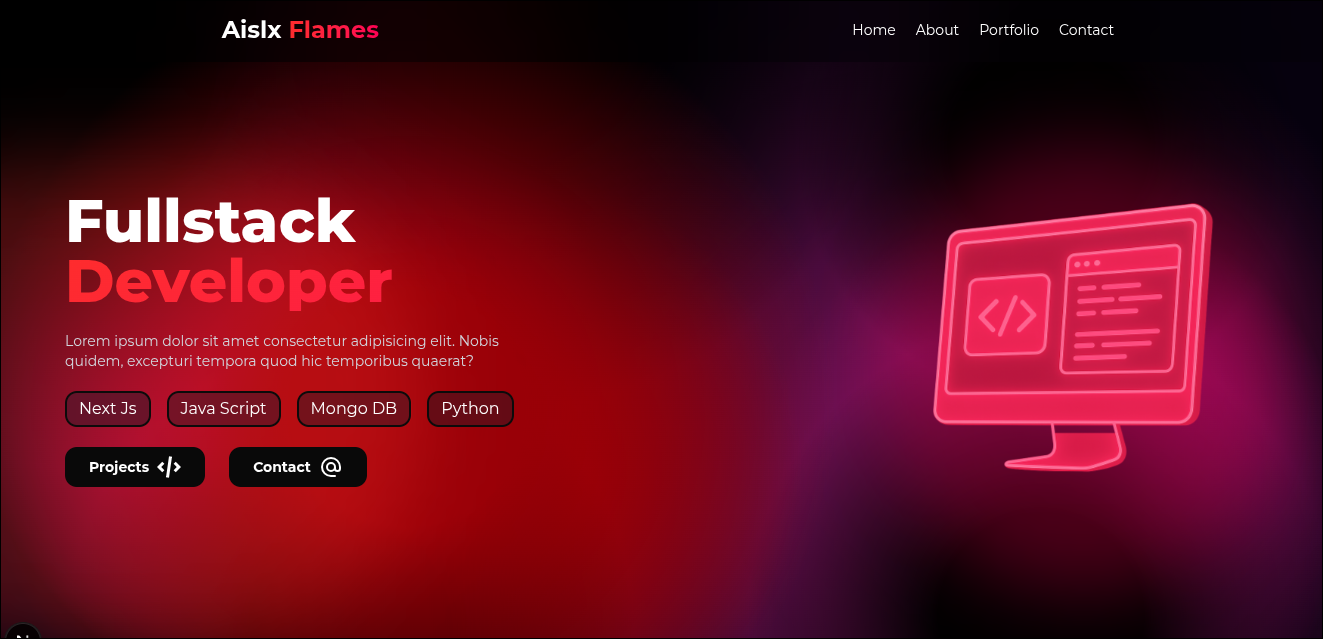 Aislx Flames
Home About Portfolio Contact
Fullstack
Developer
Lorem ipsum dolor sit amet consectetur adipisicing elit. Nobis
quidem, excepturi tempora quod hic temporibus quaerat?
Next Js Java Script Mongo DB Python
Projects Contact